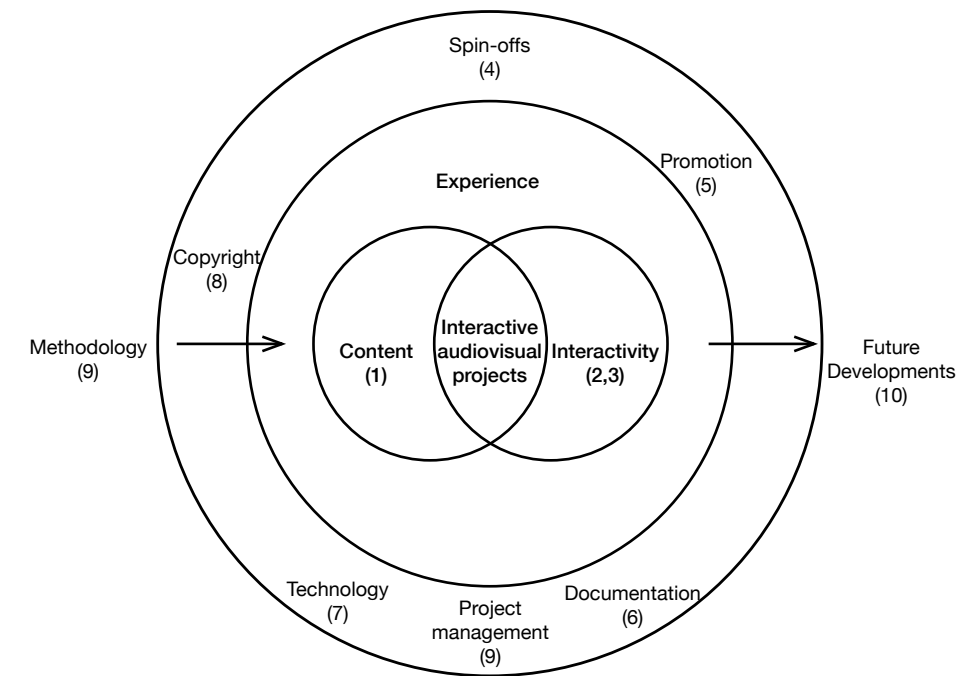 Spin-offs
(4)
Promotion
(5)
Experience
Copyright
(8)
Methodology
(9)
Content
(1)
Interactive
audiovisual
projects
Interactivity
(2,3)
Future
Developments
(10)
Technology
(7)
Project
management
(9)
Documentation
(6)